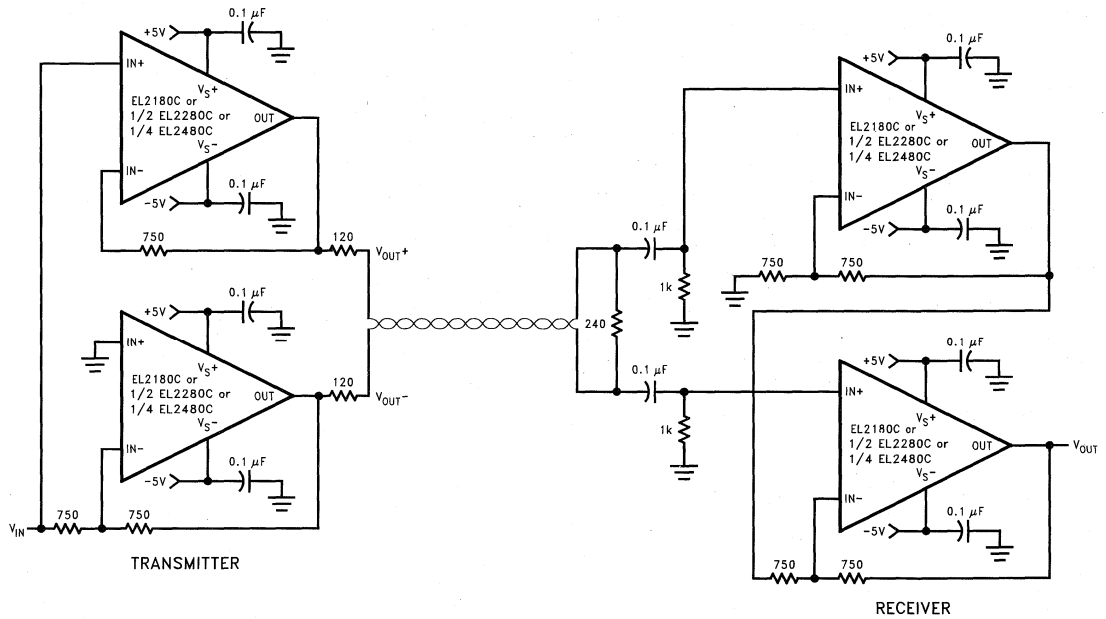 0.1 μF
+5V
IN+
VS+
EL2180C or
1/2 EL2280C or
1/4 EL2480C
OUT
VS-
IN-
0.1 μF
-5V
750
120
VOUT+
0.1 μF
+5V
IN+
VS+
EL2180C or
1/2 EL2280C or
1/4 EL2480C
OUT
VS-
IN-
120
VOUT-
0.1 μF
-5V
VIN
750
750
TRANSMITTER
0.1 μF
1k
240
0.1 μF
1k
0.1 μF
+5V
IN+
VS+
EL2180C or
1/2 EL2280C or
1/4 EL2480C
OUT
VS-
IN-
0.1 μF
-5V
750
750
0.1 μF
+5V
IN+
VS+
EL2180C or
1/2 EL2280C or
1/4 EL2480C
OUT
VOUT
VS-
IN-
0.1 μF
-5V
750
750
RECEIVER